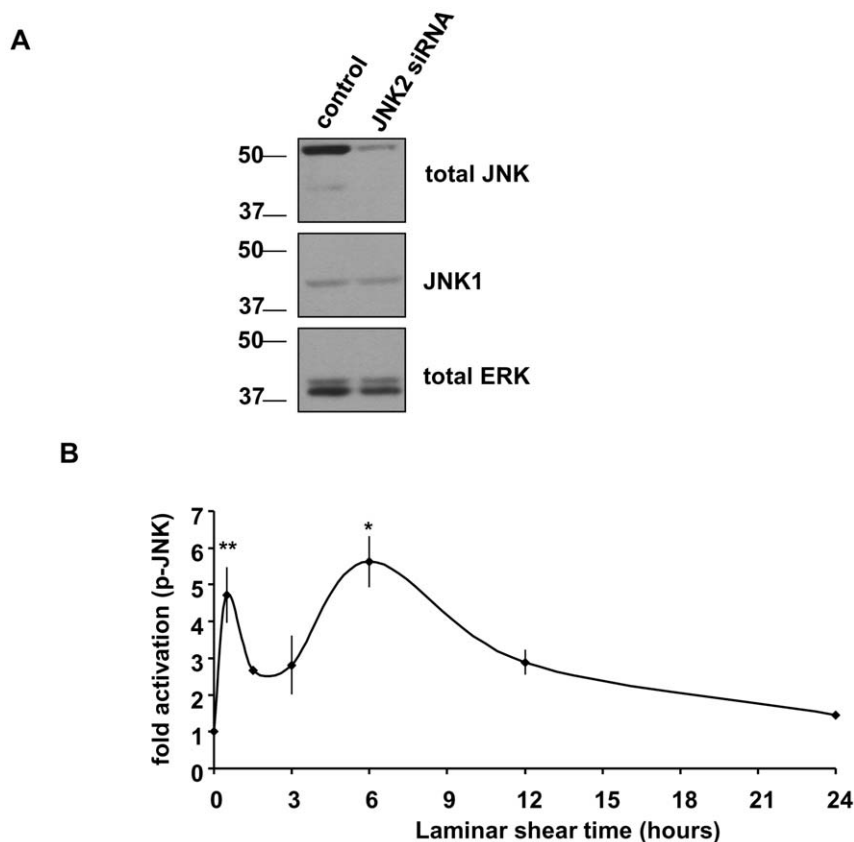 A
control
JNK2 siRNA
50
total JNK
37
50
JNK1
37
50
total ERK
37
B
fold activation (p-JNK)
7
6
5
4
3
2
1
0
**
*
0 3 6 9 12 15 18 21 24
Laminar shear time (hours)